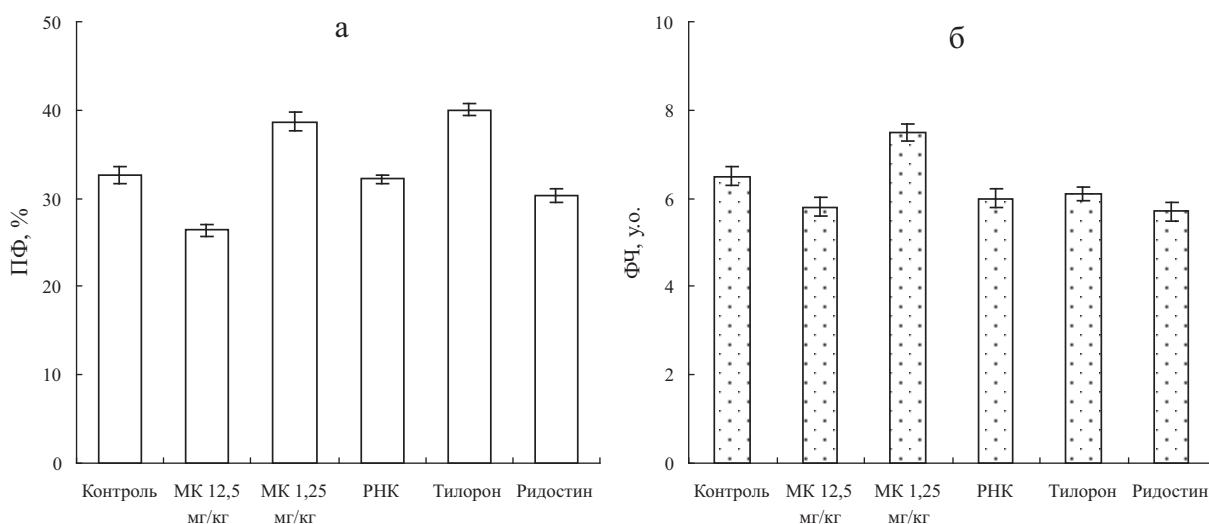 а
ПФ, %
50
40
30
20
10
0
Контроль
МК 12,5
мг/кг
МК 1,25
мг/кг
РНК
Тилорон
Ридостин
б
ФЧ, у.о.
10
8
6
4
2
0
Контроль
МК 12,5
мг/кг
МК 1,25
мг/кг
РНК
Тилорон
Ридостин